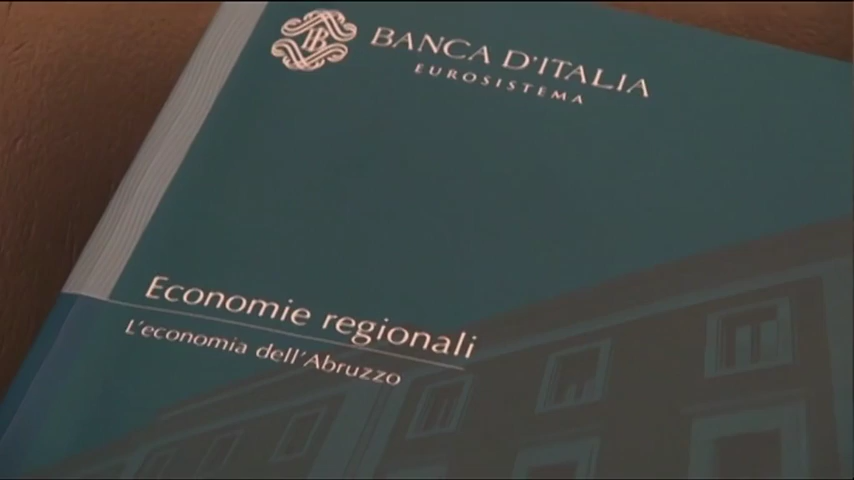 BANCA D'ITALIA
EUROSISTEMA
Economie regionali
L'economia dell'Abruzzo